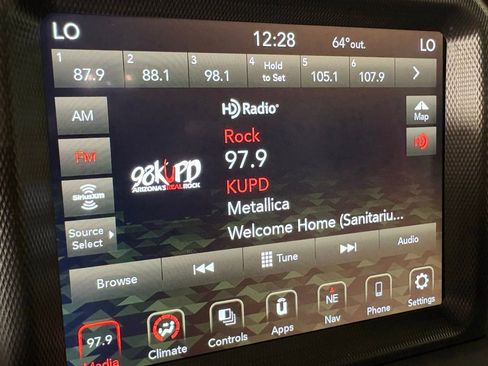 LO 12:28 64° out. LO
1 87.9 2 88.1 3 98.1 4 Hold to Set 5 105.1 6 107.9
AM
HD Radio
Map
FM
Rock
HD
97.9
98KUPD
ARIZONA'S REAL ROCK
KUPD
SiriusXM
Metallica
Source Select
Welcome Home (Sanitariu...
Browse
Tune
Audio
97.9
Media
Climate
Controls
u
Apps
NE
Nav
Phone
Settings